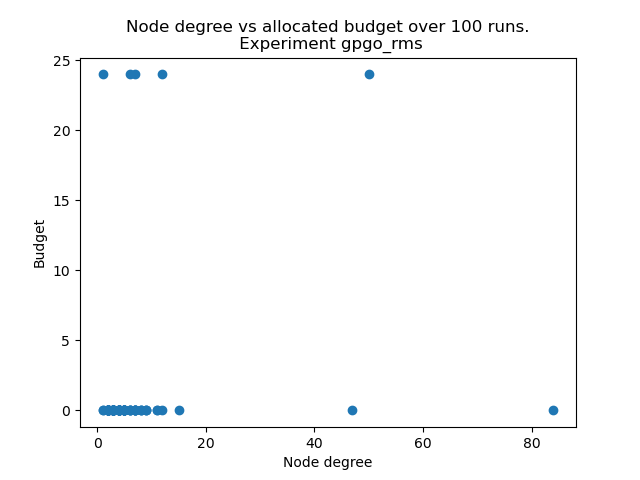 Node degree vs allocated budget over 100 runs.
Experiment gpgo_rms
25
20
15
10
5
0
Budget
0 20 40 60 80
Node degree